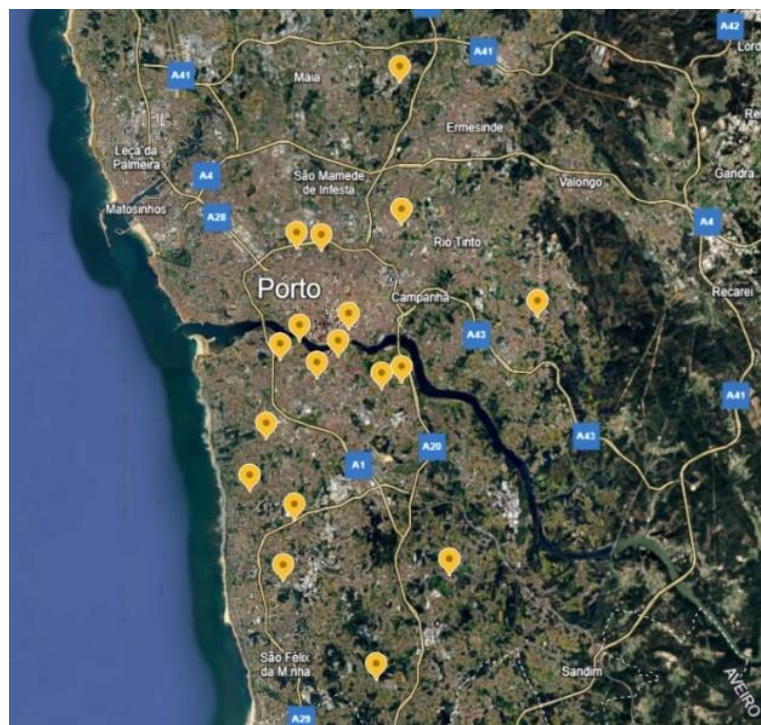 A42
A41
Lord
A41
Maia
Ermesinde
Leça da
Palmeira
A4
São Mamede
de Infesta
Valongo
Gandra
Matosinhos
A28
A4
Rio Tinto
Porto
Campanhã
Recarei
A43
A41
A43
A20
A1
São Félix
da Marinha
Sandim
AVEIRO
A29